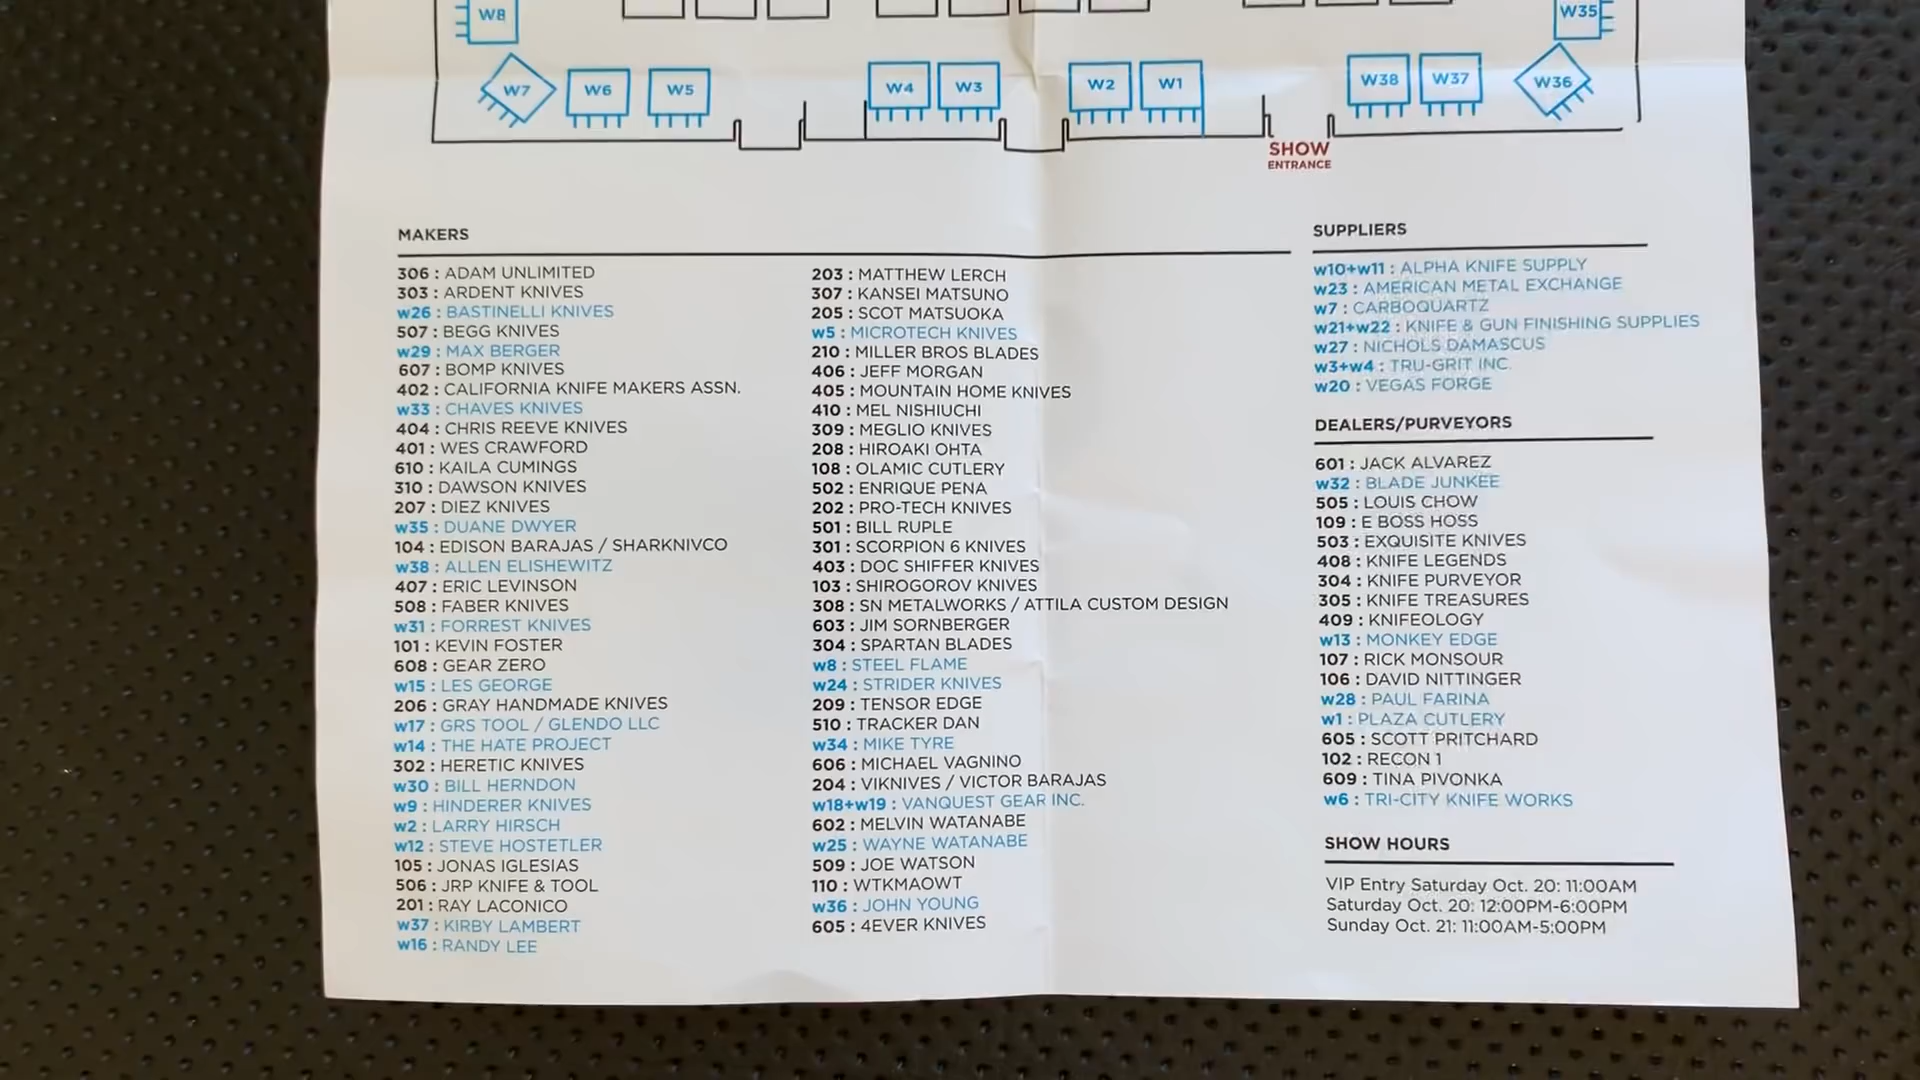 W8
W35
W7
W6
W5
W4
W3
W2
W1
W38
W37
W36
SHOW
ENTRANCE
MAKERS
306 : ADAM UNLIMITED
303 : ARDENT KNIVES
w26 : BASTINELLI KNIVES
507 : BEGG KNIVES
w29 : MAX BERGER
607 : BOMP KNIVES
402 : CALIFORNIA KNIFE MAKERS ASSN.
w33 : CHAVES KNIVES
404 : CHRIS REEVE KNIVES
401 : WES CRAWFORD
610 : KAILA CUMINGS
310 : DAWSON KNIVES
207 : DIEZ KNIVES
w35 : DUANE DWYER
104 : EDISON BARAJAS / SHARKNIVCO
w38 : ALLEN ELISHEWITZ
407 : ERIC LEVINSON
508 : FABER KNIVES
w31 : FORREST KNIVES
101 : KEVIN FOSTER
608 : GEAR ZERO
w15 : LES GEORGE
206 : GRAY HANDMADE KNIVES
w17 : GRS TOOL / GLENDO LLC
w14 : THE HATE PROJECT
302 : HERETIC KNIVES
w30 : BILL HERNDON
w9 : HINDERER KNIVES
w2 : LARRY HIRSCH
w12 : STEVE HOSTETLER
105 : JONAS IGLESIAS
506 : JRP KNIFE & TOOL
201 : RAY LACONICO
w37 : KIRBY LAMBERT
w16 : RANDY LEE
203 : MATTHEW LERCH
307 : KANSEI MATSUNO
205 : SCOT MATSUOKA
w5 : MICROTECH KNIVES
210 : MILLER BROS BLADES
406 : JEFF MORGAN
405 : MOUNTAIN HOME KNIVES
410 : MEL NISHIUCHI
309 : MEGLIO KNIVES
208 : HIROAKI OHTA
108 : OLAMIC CUTLERY
502 : ENRIQUE PENA
202 : PRO-TECH KNIVES
501 : BILL RUPLE
301 : SCORPION 6 KNIVES
403 : DOC SHIFFER KNIVES
103 : SHIROGOROV KNIVES
308 : SN METALWORKS / ATTILA CUSTOM DESIGN
603 : JIM SORNBERGER
304 : SPARTAN BLADES
w8 : STEEL FLAME
w24 : STRIDER KNIVES
209 : TENSOR EDGE
510 : TRACKER DAN
w34 : MIKE TYRE
606 : MICHAEL VAGNINO
204 : VIKNIVES / VICTOR BARAJAS
w18+w19 : VANQUEST GEAR INC.
602 : MELVIN WATANABE
w25 : WAYNE WATANABE
509 : JOE WATSON
110 : WTKMAOWT
w36 : JOHN YOUNG
605 : 4EVER KNIVES
SUPPLIERS
w10+w11 : ALPHA KNIFE SUPPLY
w23 : AMERICAN METAL EXCHANGE
w7 : CARBOQUARTZ
w21+w22 : KNIFE & GUN FINISHING SUPPLIES
w27 : NICHOLS DAMASCUS
w3+w4 : TRU-GRIT INC.
w20 : VEGAS FORGE
DEALERS/PURVEYORS
601 : JACK ALVAREZ
w32 : BLADE JUNKEE
505 : LOUIS CHOW
109 : E BOSS HOSS
503 : EXQUISITE KNIVES
408 : KNIFE LEGENDS
304 : KNIFE PURVEYOR
305 : KNIFE TREASURES
409 : KNIFEOLOGY
w13 : MONKEY EDGE
107 : RICK MONSOUR
106 : DAVID NITTINGER
w28 : PAUL FARINA
w1 : PLAZA CUTLERY
605 : SCOTT PRITCHARD
102 : RECON 1
609 : TINA PIVONKA
w6 : TRI-CITY KNIFE WORKS
SHOW HOURS
VIP Entry Saturday Oct. 20: 11:00AM
Saturday Oct. 20: 12:00PM-6:00PM
Sunday Oct. 21: 11:00AM-5:00PM